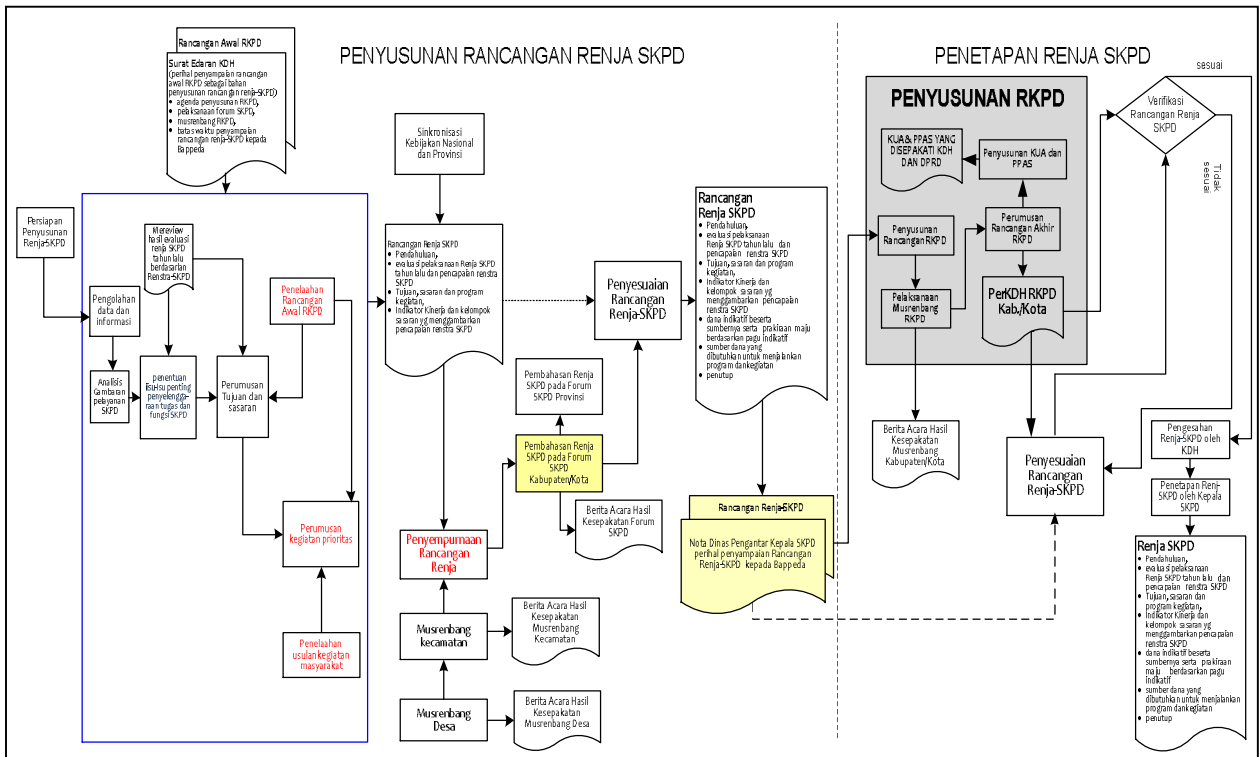 PENYUSUNAN RANCANGAN RENJA SKPD
PENETAPAN RENJA SKPD
Rancangan Awal RKPD
Surat Edaran KDH
(perihal penyampaian rancangan
awal RKPD sebagai bahan
penyusunan rancangan renja-SKPD)
• agenda penyusunan RKPD,
• pelaksanaan forum SKPD,
• musrenbang RKPD,
• batas waktu penyampaian
rancangan renja-SKPD kepada
Bappeda
Persiapan
Penyusunan
Renja-SKPD
Mereview
hasil evaluasi
renja SKPD
tahun lalu
berdasarkan
Renstra-SKPD
Pengolahan
data dan
informasi
Penelaahan
Rancangan
Awal RKPD
Analisis
Gambaran
pelayanan
SKPD
penentuan
isu-isu penting
penyelengga-
raan tugas dan
fungsi SKPD
Perumusan
Tujuan dan
sasaran
Perumusan
kegiatan prioritas
Penelaahan
usulan kegiatan
masyarakat
Sinkronisasi
Kebijakan Nasional
dan Provinsi
Rancangan Renja SKPD
• Pendahuluan,
• evaluasi pelaksanaan Renja SKPD
tahun lalu dan pencapaian renstra
SKPD
• Tujuan, sasaran dan program
kegiatan,
• Indikator Kinerja dan kelompok
sasaran yg menggambarkan
pencapaian renstra SKPD
Penyesuaian
Rancangan
Renja-SKPD
Pembahasan Renja
SKPD pada Forum
SKPD Provinsi
Pembahasan Renja
SKPD pada Forum
SKPD
Kabupaten/Kota
Berita Acara Hasil
Kesepakatan Forum
SKPD
Penyempurnaan
Rancangan
Renja
Musrenbang
kecamatan
Berita Acara Hasil
Kesepakatan
Musrenbang
Kecamatan
Musrenbang
Desa
Berita Acara Hasil
Kesepakatan
Musrenbang Desa
Rancangan
Renja SKPD
• Pendahuluan,
• evaluasi pelaksanaan
Renja SKPD tahun lalu dan
pencapaian renstra SKPD
• Tujuan, sasaran dan program
kegiatan,
• Indikator Kinerja dan
kelompok sasaran yg
menggambarkan pencapaian
renstra SKPD
• dana indikatif beserta
sumbernya serta prakiraan maju
berdasarkan pagu indikatif
• sumber dana yang
dibutuhkan untuk menjalankan
program dan kegiatan
• penutup
Rancangan Renja-SKPD
Nota Dinas Pengantar Kepala SKPD
perihal penyampaian Rancangan
Renja-SKPD kepada Bappeda
PENYUSUNAN RKPD
KUA& PPAS YANG
DISEPAKATI KDH
DAN DPRD
Penyusunan KUA dan
PPAS
Penyusunan
Rancangan RKPD
Perumusan
Rancangan Akhir
RKPD
Pelaksanaan
Musrenbang
RKPD
PerKDH RKPD
Kab./Kota
Berita Acara Hasil
Kesepakatan
Musrenbang
Kabupaten/Kota
sesuai
Verifikasi
Rancangan Renja
SKPD
Tidak
sesuai
Penyesuaian
Rancangan
Renja-SKPD
Pengesahan
Renja-SKPD oleh
KDH
Penetapan Renj-
SKPD oleh Kepala
SKPD
Renja SKPD
• Pendahuluan,
• evaluasi pelaksanaan
Renja SKPD tahun lalu dan
pencapaian renstra SKPD
• Tujuan, sasaran dan
program kegiatan,
• Indikator Kinerja dan
kelompok sasaran yg
menggambarkan pencapaian
renstra SKPD
• dana indikatif beserta
sumbernya serta prakiraan
maju berdasarkan pagu
indikatif
• sumber dana yang
dibutuhkan untuk menjalankan
program dan kegiatan
• penutup